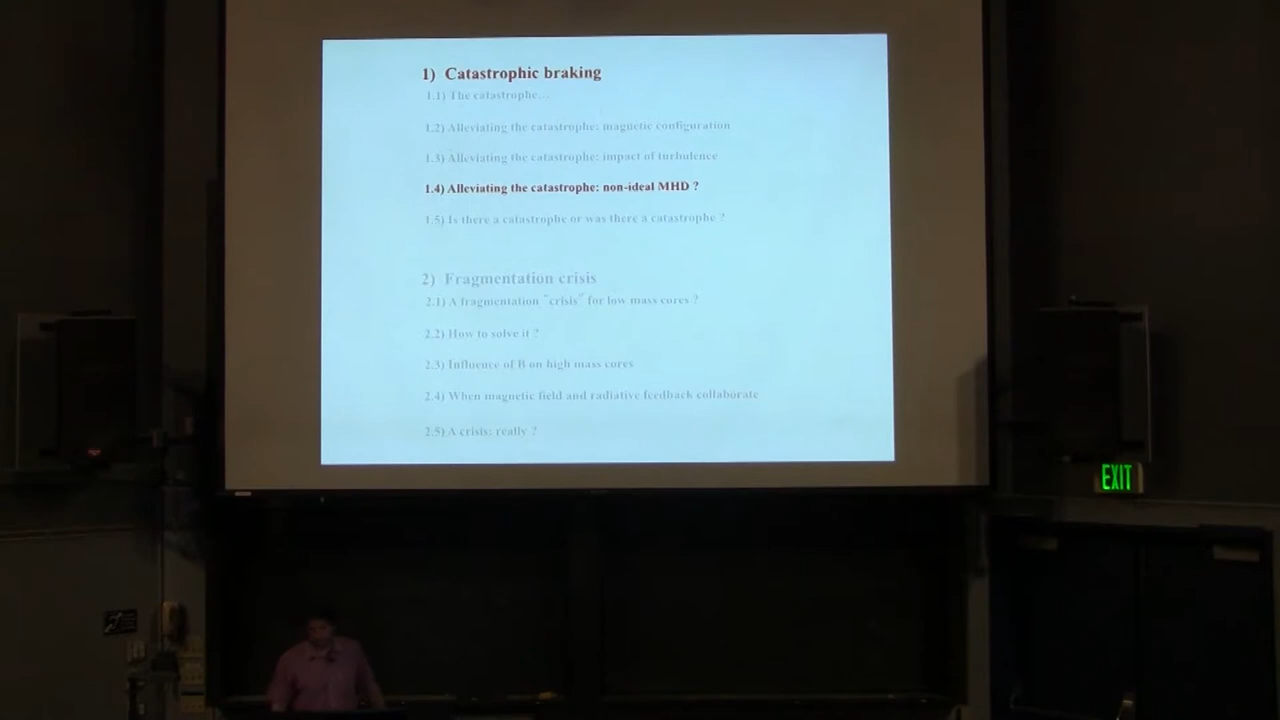 1) Catastrophic braking
1.1) The catastrophe...
1.2) Alleviating the catastrophe: magnetic configuration
1.3) Alleviating the catastrophe: impact of turbulence
1.4) Alleviating the catastrophe: non-ideal MHD ?
1.5) Is there a catastrophe or was there a catastrophe ?
2) Fragmentation crisis
2.1) A fragmentation "crisis" for low mass cores ?
2.2) How to solve it ?
2.3) Influence of B on high mass cores
2.4) When magnetic field and radiative feedback collaborate
2.5) A crisis: really ?
EXIT